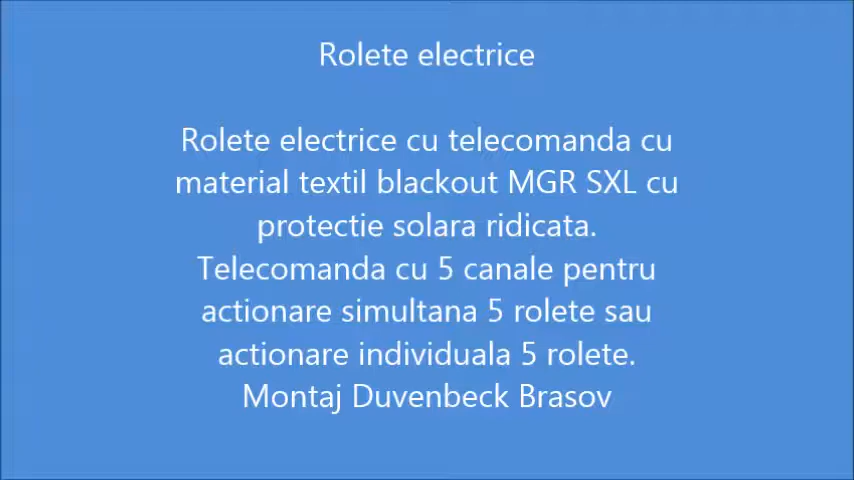 Rolete electrice
Rolete electrice cu telecomanda cu
material textil blackout MGR SXL cu
protectie solara ridicata.
Telecomanda cu 5 canale pentru
actionare simultana 5 rolete sau
actionare individuala 5 rolete.
Montaj Duvenbeck Brasov